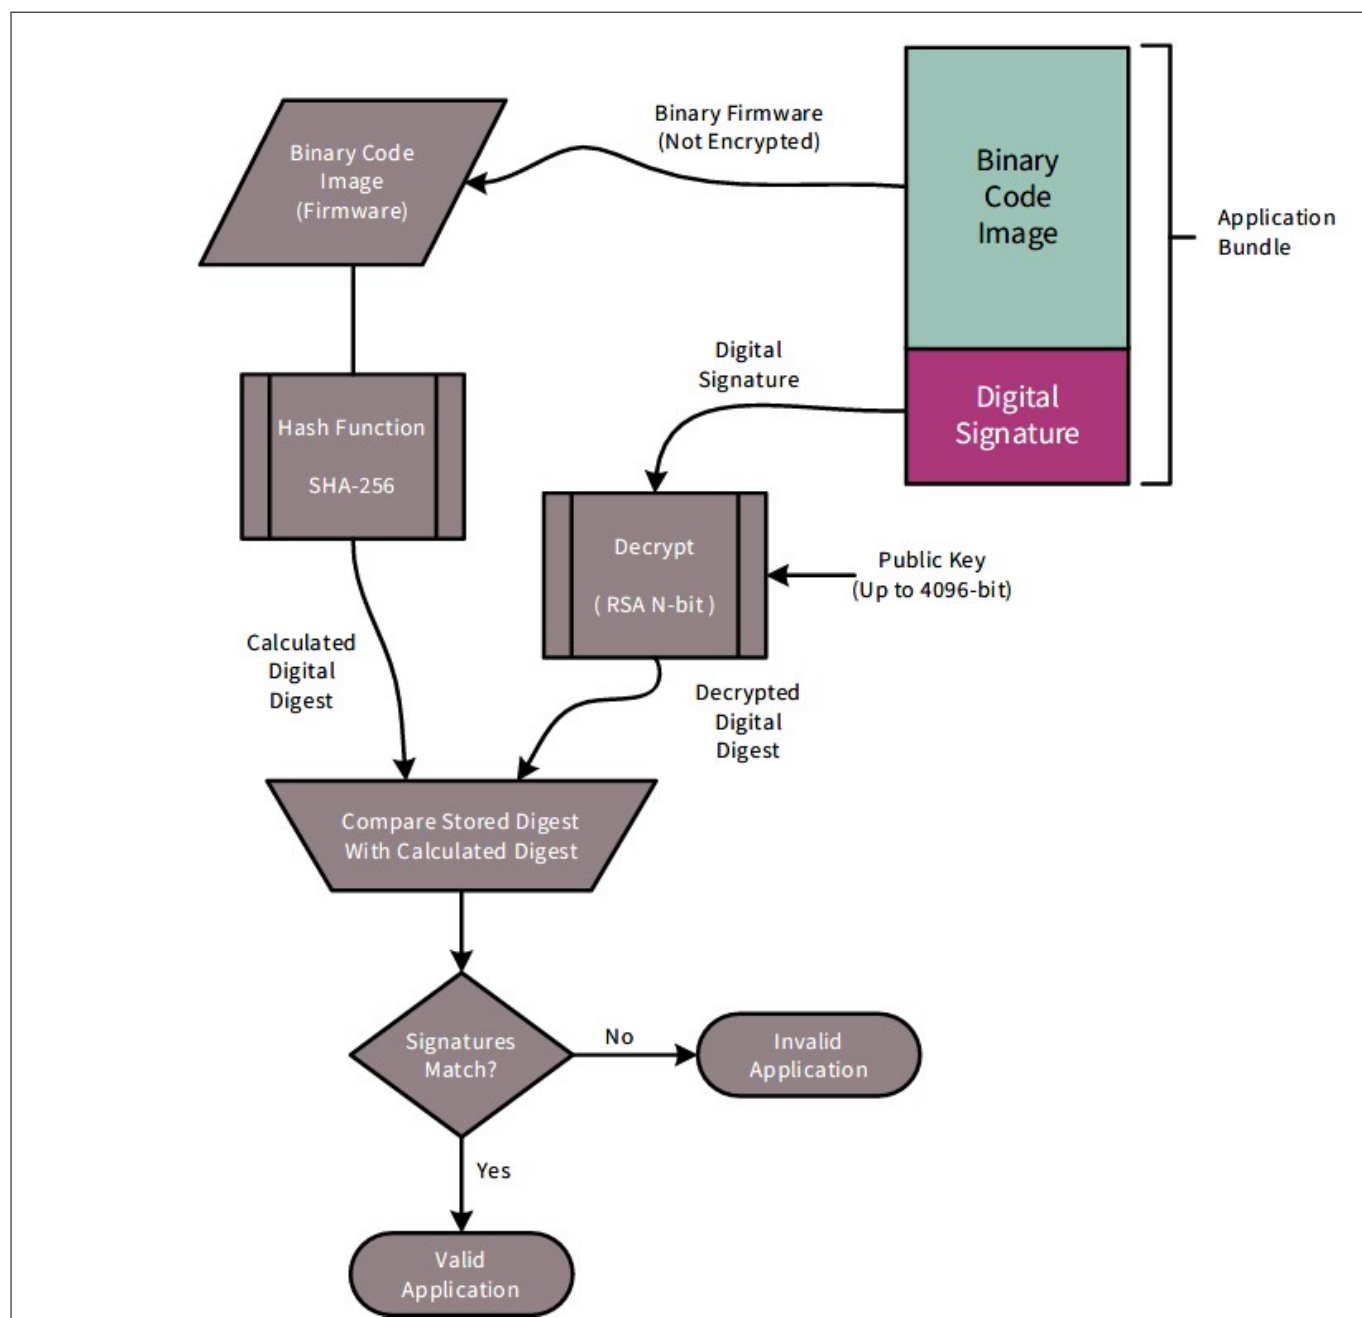 Binary Firmware
(Not Encrypted)
Binary Code
Image
(Firmware)
Binary
Code
Image
Application
Bundle
Digital
Signature
Digital
Signature
Hash Function
SHA-256
Decrypt
( RSA N-bit )
Public Key
(Up to 4096-bit)
Calculated
Digital
Digest
Decrypted
Digital
Digest
Compare Stored Digest
With Calculated Digest
Signatures
Match?
No
Invalid
Application
Yes
Valid
Application